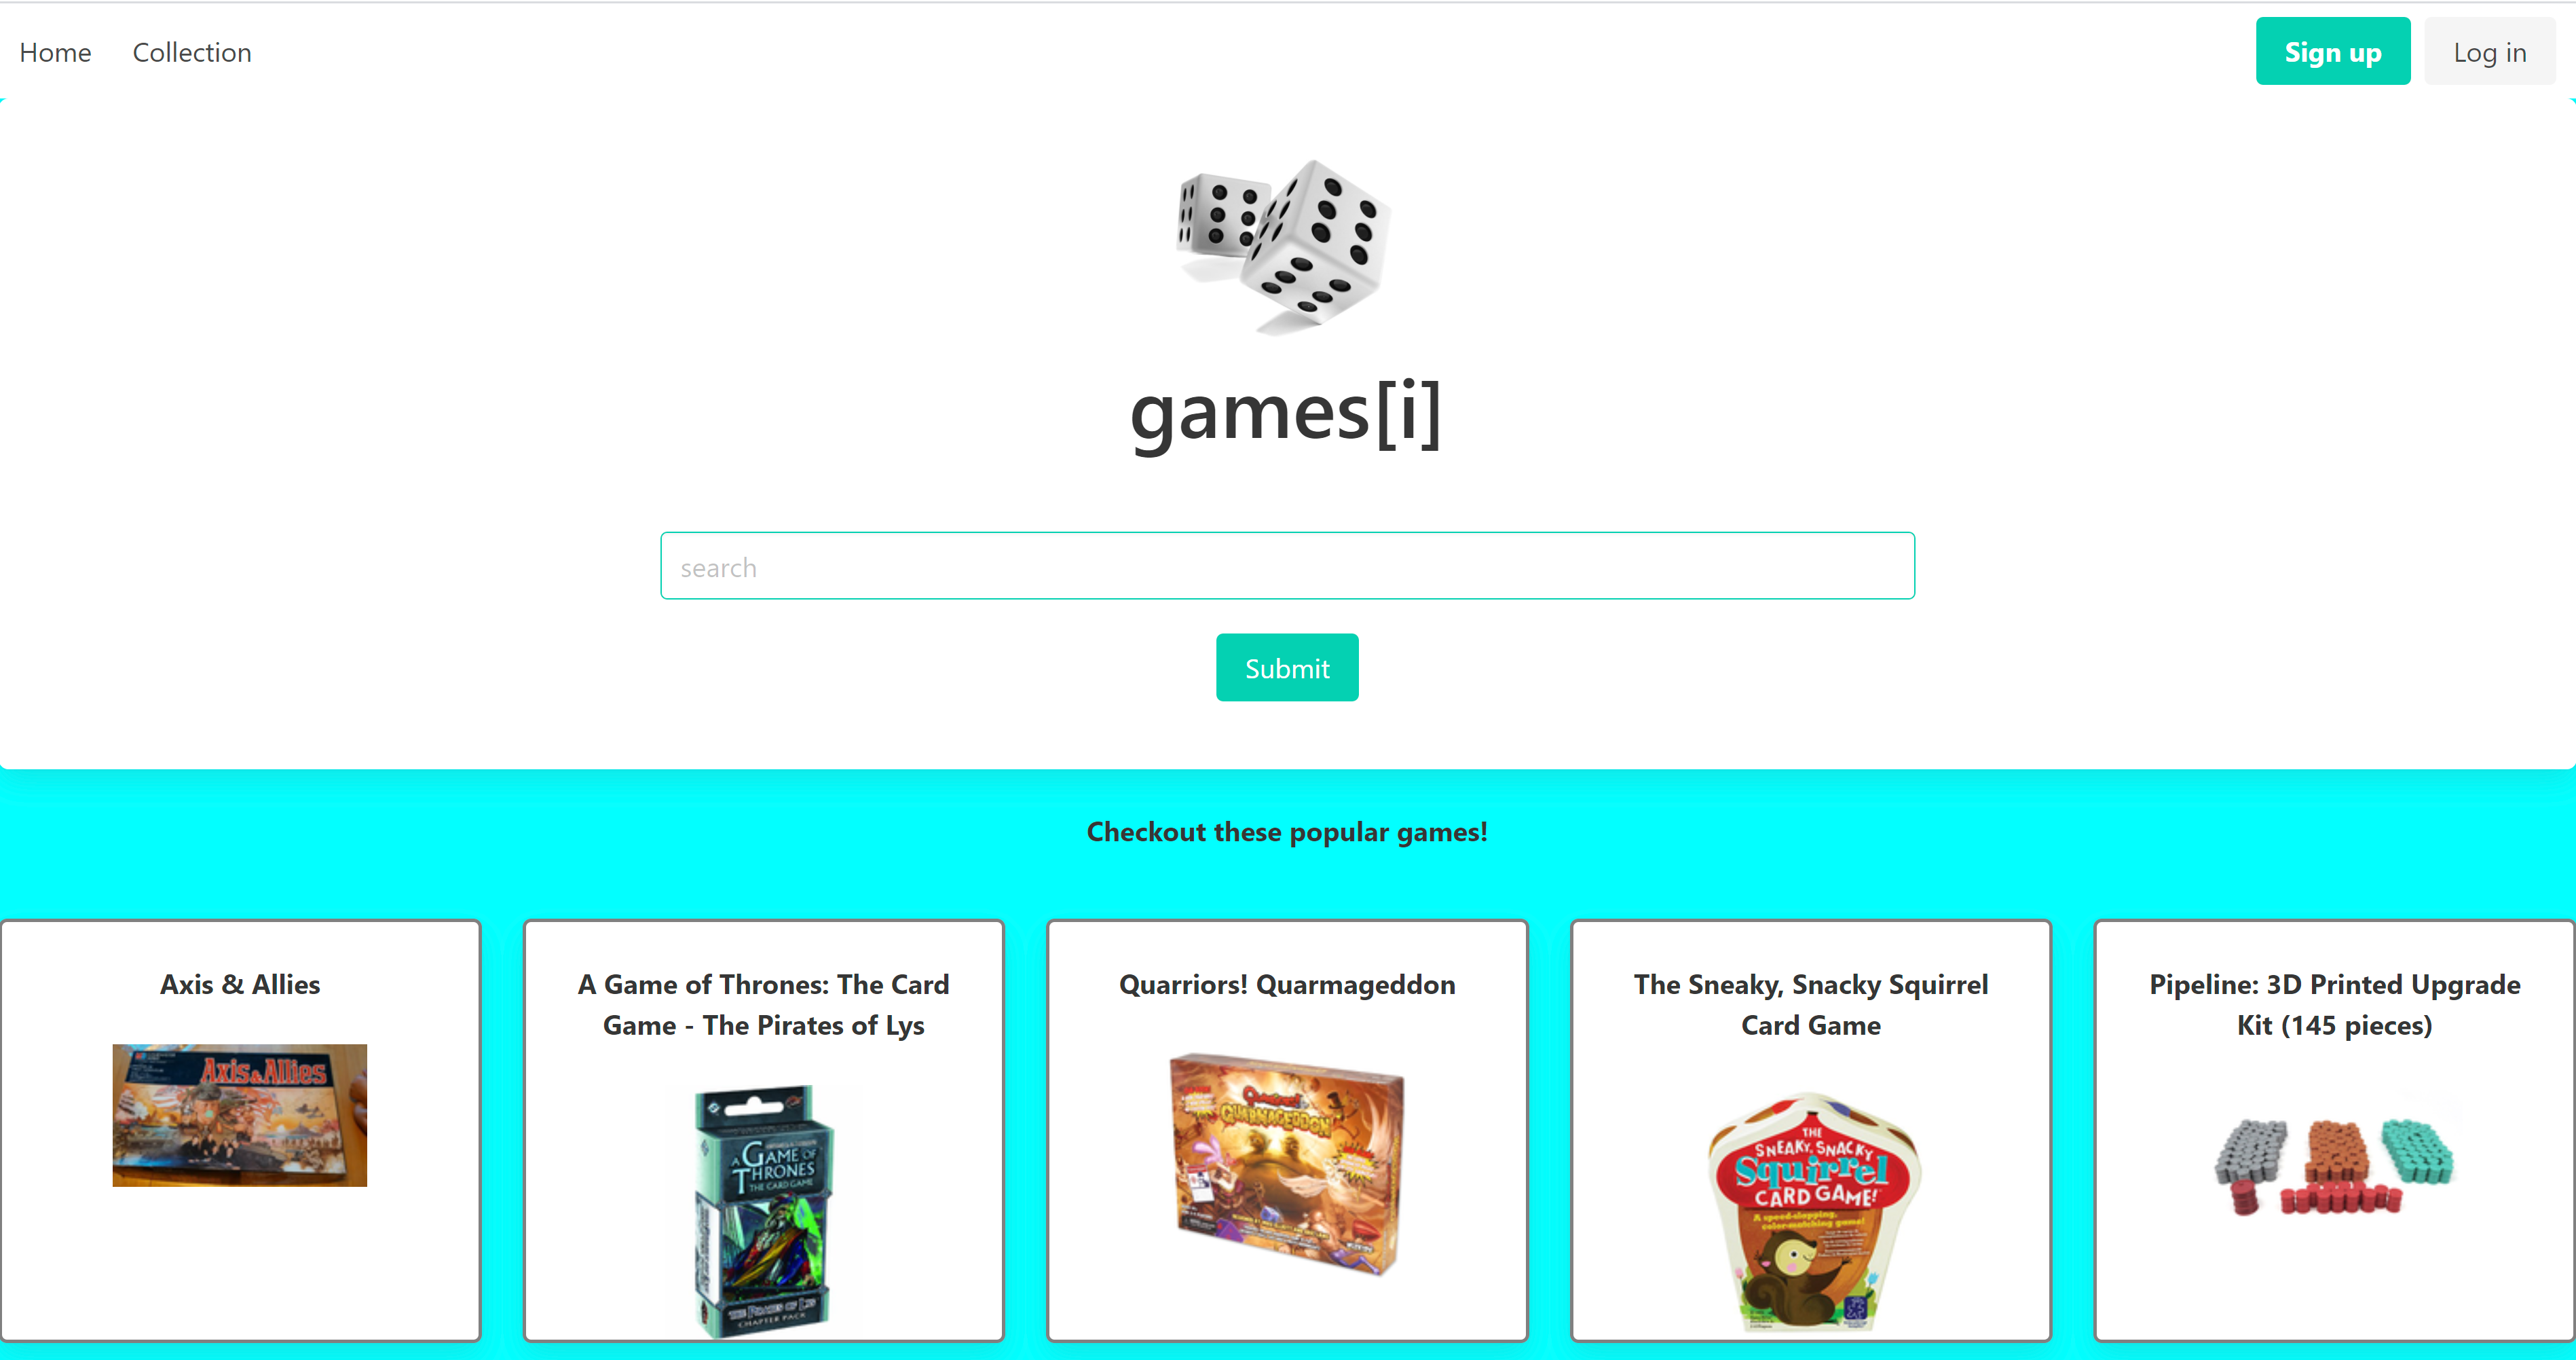 Home Collection Sign up Log in
games[i]
search
Submit
Checkout these popular games!
Axis & Allies
A Game of Thrones: The Card
Game - The Pirates of Lys
Quarriors! Quarmageddon
The Sneaky, Snacky Squirrel
Card Game
Pipeline: 3D Printed Upgrade
Kit (145 pieces)
Axis & Allies
A GAME OF
THRONES
THE CARD GAME
THE PIRATES OF LYS
CHAPTER PACK
Quarriors!
QUARMAGEDDON
THE
SNEAKY, SNACKY
Squirrel
CARD GAME!
A speed-slapping,
color-matching game!